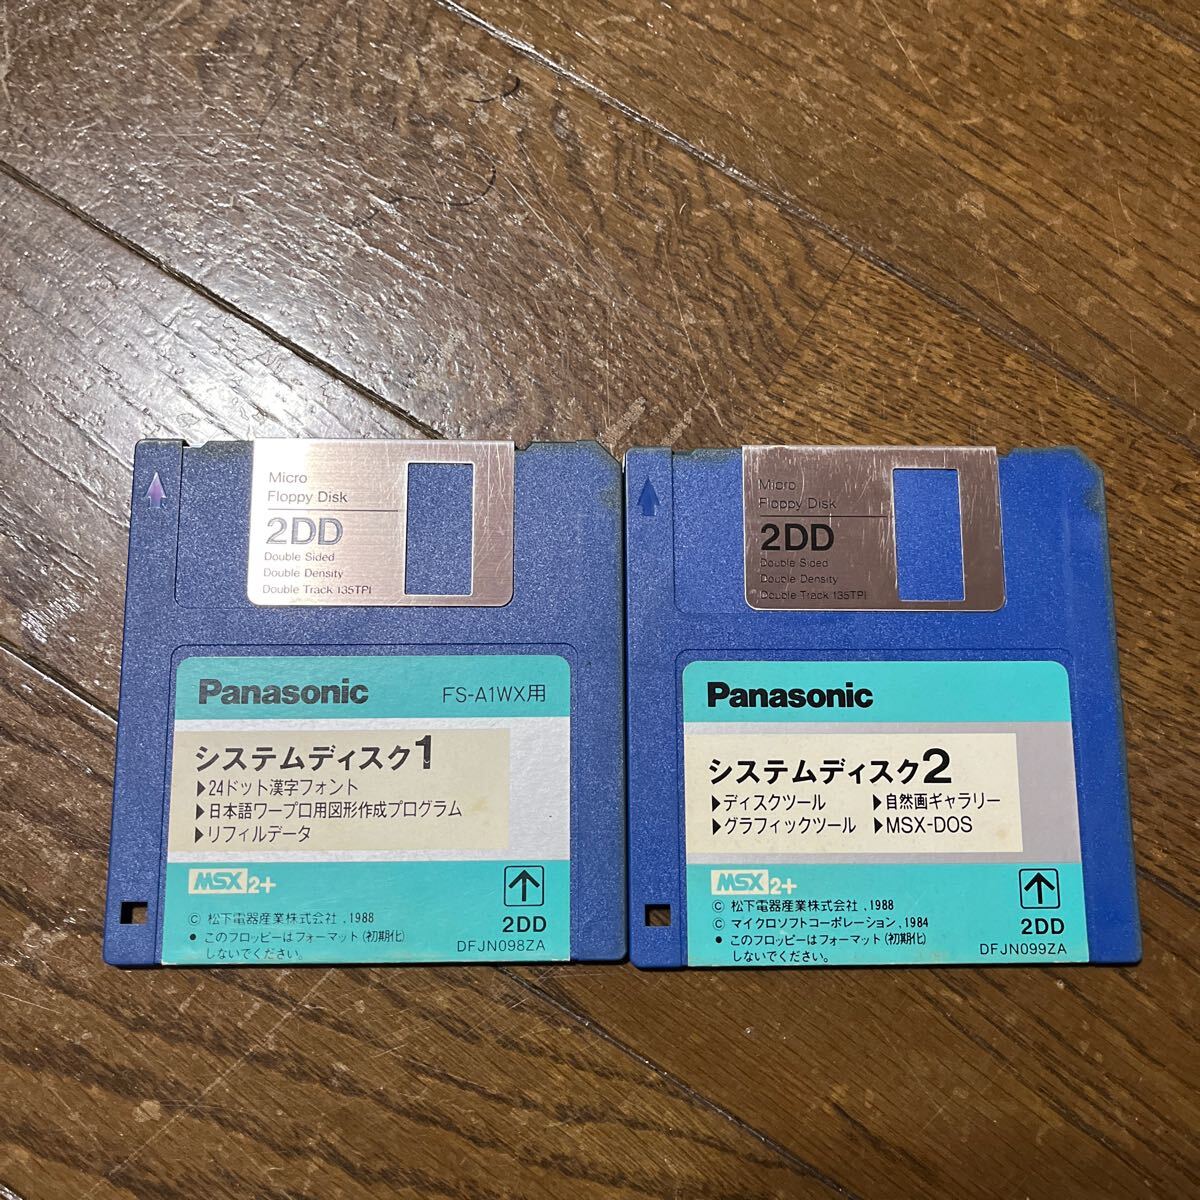 Micro
Floppy Disk
2DD
Double Sided
Double Density
Double Track 135TPI
Panasonic FS-A1WX用
システムディスク1
▶24ドット漢字フォント
▶日本語ワープロ用図形作成プログラム
▶リフィルデータ
MSX 2+
© 松下電器産業株式会社 ,1988
• このフロッピーはフォーマット(初期化)
しないでください。
2DD
DFJN098ZA
Micro
Floppy Disk
2DD
Double Sided
Double Density
Double Track 135TPI
Panasonic
システムディスク2
▶ディスクツール ▶自然画ギャラリー
▶グラフィックツール ▶MSX-DOS
MSX 2+
© 松下電器産業株式会社 ,1988
© マイクロソフトコーポレーション, 1984
• このフロッピーはフォーマット(初期化)
しないでください。
2DD
DFJN099ZA